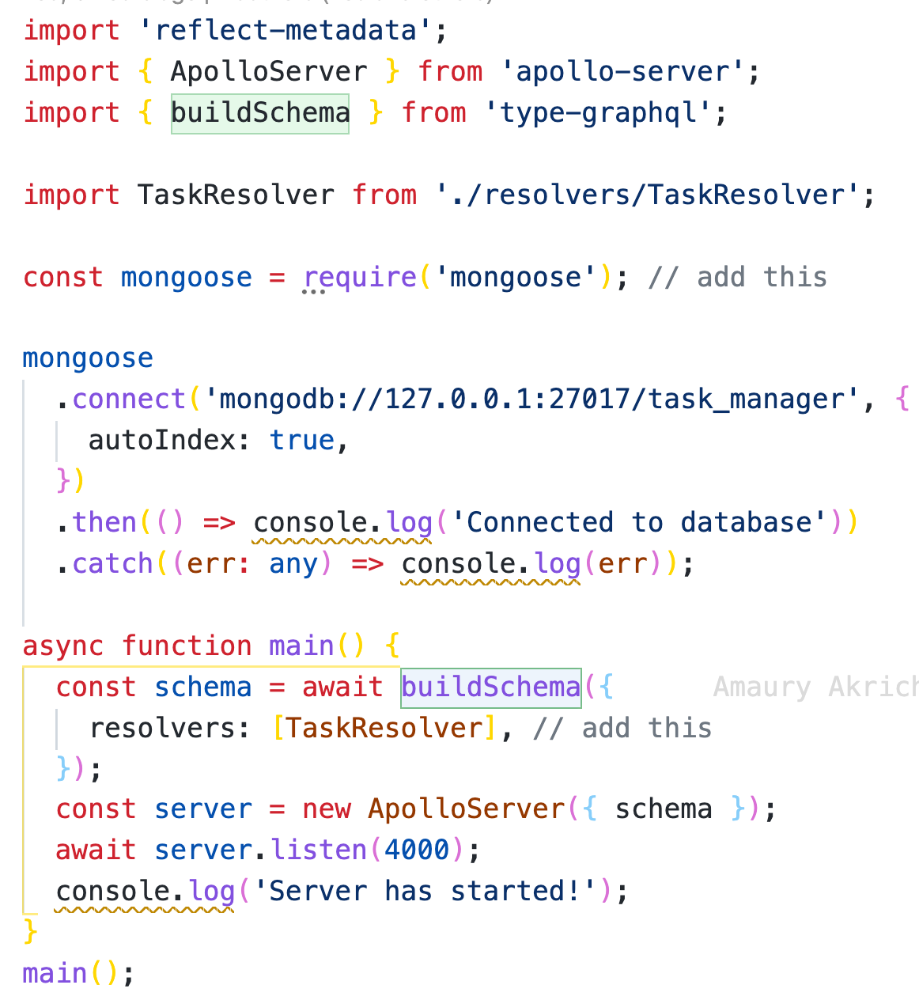 import 'reflect-metadata';
import { ApolloServer } from 'apollo-server';
import { buildSchema } from 'type-graphql';
import TaskResolver from './resolvers/TaskResolver';
const mongoose = require('mongoose'); // add this
mongoose
  .connect('mongodb://127.0.0.1:27017/task_manager', {
    autoIndex: true,
  })
  .then(() => console.log('Connected to database'))
  .catch((err: any) => console.log(err));
async function main() {
  const schema = await buildSchema({ Amaury Akrich
    resolvers: [TaskResolver], // add this
  });
  const server = new ApolloServer({ schema });
  await server.listen(4000);
  console.log('Server has started!');
}
main();